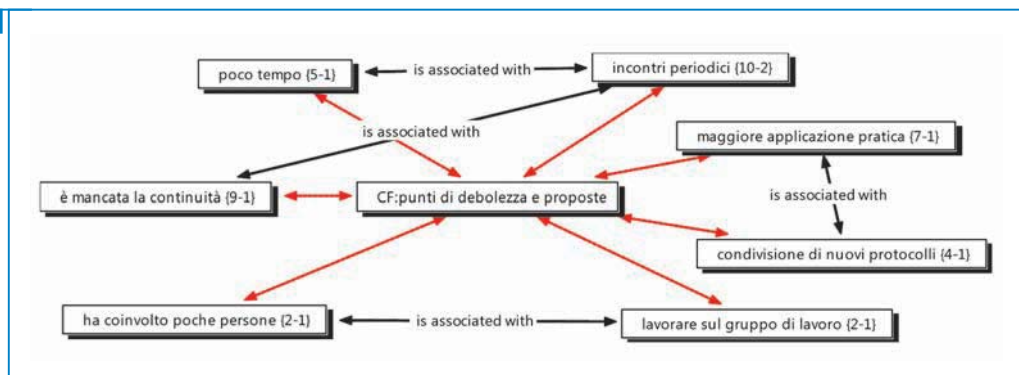 poco tempo {5-1}
is associated with
incontri periodici {10-2}
is associated with
maggiore applicazione pratica {7-1}
è mancata la continuità {9-1}
CF:punti di debolezza e proposte
is associated with
condivisione di nuovi protocolli {4-1}
ha coinvolto poche persone {2-1}
is associated with
lavorare sul gruppo di lavoro {2-1}